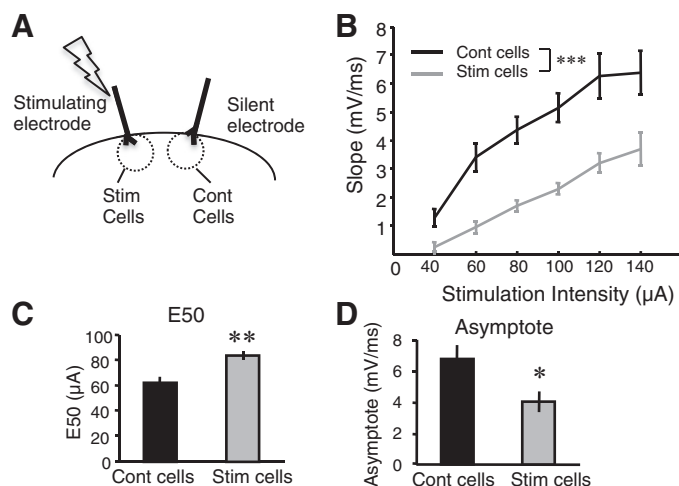 A
Stimulating
electrode
Silent
electrode
Stim
Cells
Cont
Cells
B
Cont cells
Stim cells
***
Slope (mV/ms)
8
7
6
5
4
3
2
1
0
40
60
80
100
120
140
Stimulation Intensity (µA)
C
E50
**
E50 (µA)
100
80
60
40
20
0
Cont cells
Stim cells
D
Asymptote
*
Asymptote (mV/ms)
8
6
4
2
0
Cont cells
Stim cells